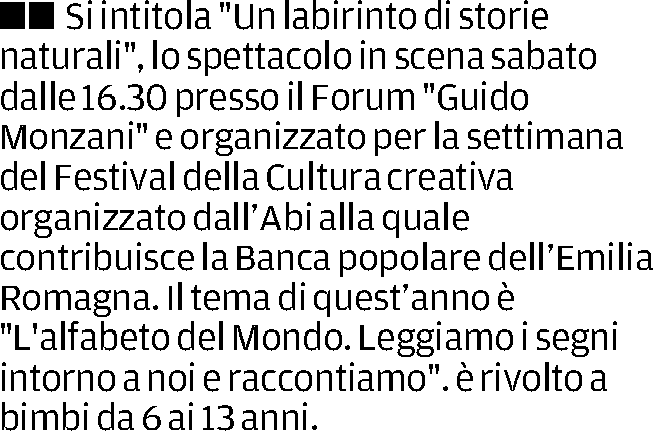 ■■ Si intitola "Un labirinto di storie
naturali", lo spettacolo in scena sabato
dalle 16.30 presso il Forum "Guido
Monzani" e organizzato per la settimana
del Festival della Cultura creativa
organizzato dall’Abi alla quale
contribuisce la Banca popolare dell’Emilia
Romagna. Il tema di quest’anno è
"L'alfabeto del Mondo. Leggiamo i segni
intorno a noi e raccontiamo". è rivolto a
bimbi da 6 ai 13 anni.